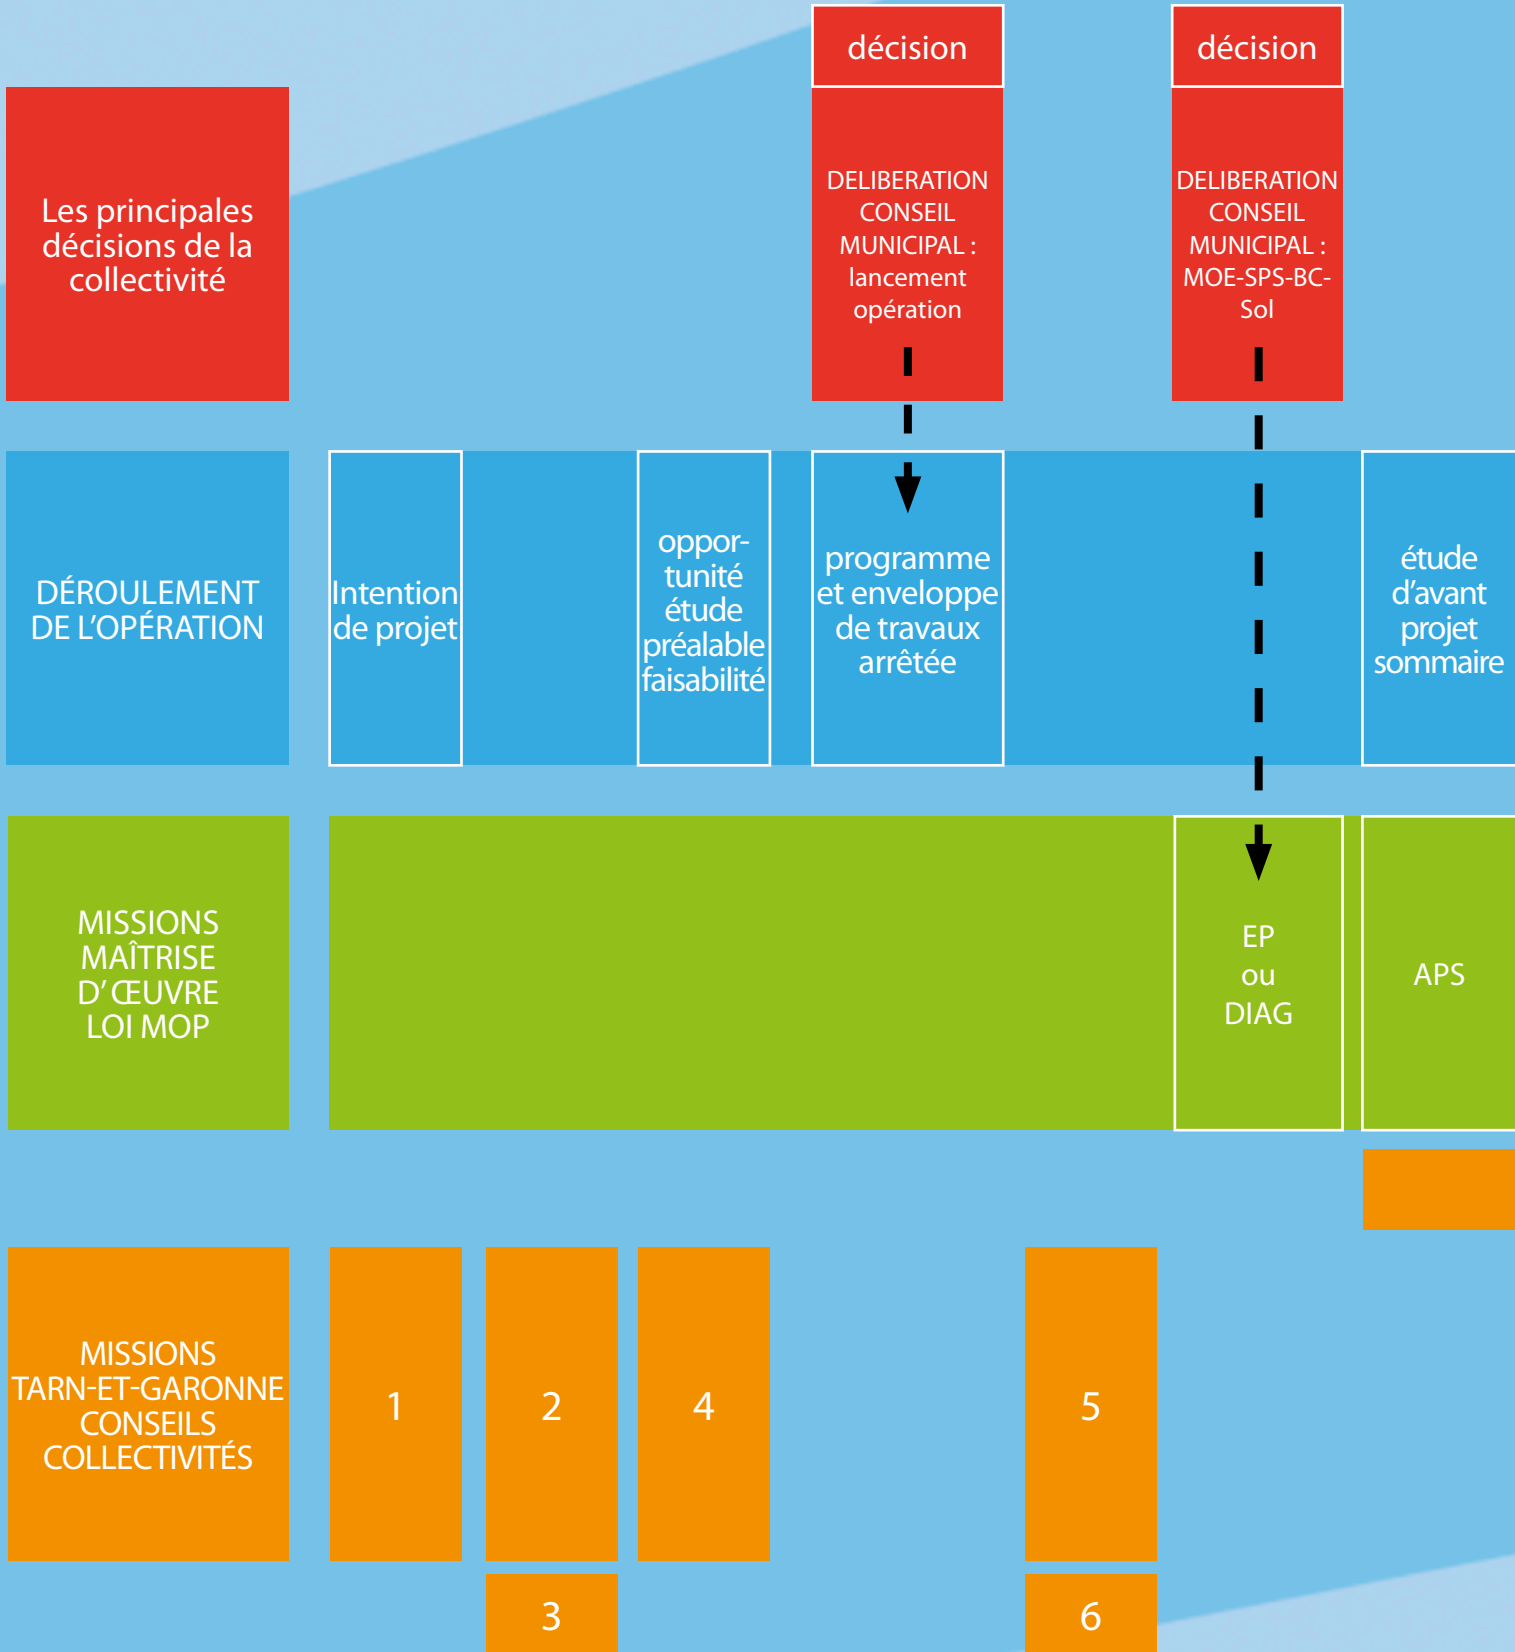 décision
décision
Les principales
décisions de la
collectivité
DELIBERATION
CONSEIL
MUNICIPAL :
lancement
opération
DELIBERATION
CONSEIL
MUNICIPAL :
MOE-SPS-BC-
Sol
DÉROULEMENT
DE L’OPÉRATION
Intention
de projet
oppor-
tunité
étude
préalable
faisabilité
programme
et enveloppe
de travaux
arrêtée
étude
d’avant
projet
sommaire
MISSIONS
MAÎTRISE
D’ ŒUVRE
LOI MOP
EP
ou
DIAG
APS
MISSIONS
TARN-ET-GARONNE
CONSEILS
COLLECTIVITÉS
1
2
4
5
3
6